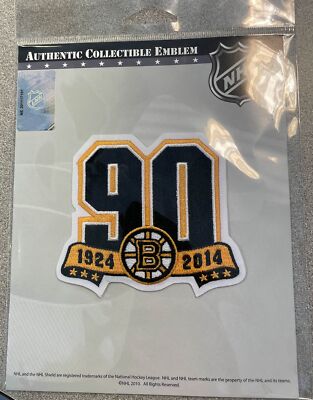 AUTHENTIC COLLECTIBLE EMBLEM
NHL
90
1924 B 2014
NHL and the NHL Shield are registered trademarks of the National Hockey League. NHL and NHL team marks are the property of the NHL and its teams.
©NHL 2010. All Rights Reserved.